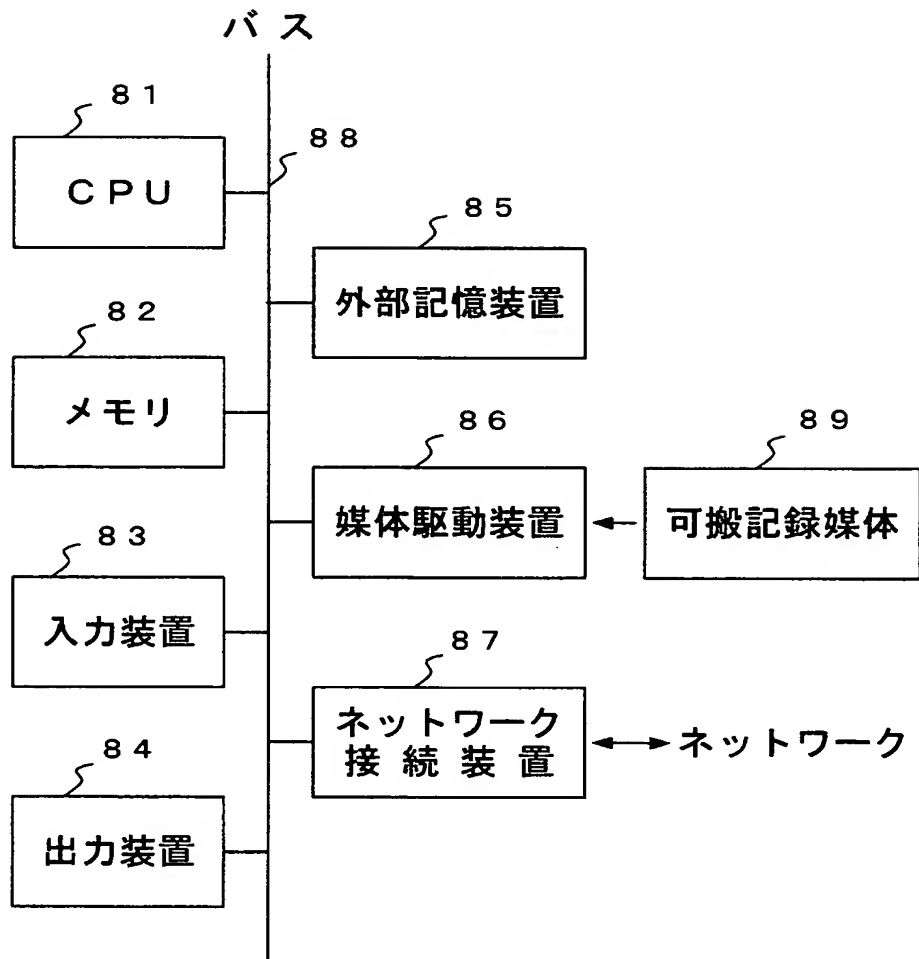 バス
81
CPU
88
85
外部記憶装置
82
メモリ
86
媒体駆動装置
89
可搬記録媒体
83
入力装置
87
ネットワーク
接続装置
ネットワーク
84
出力装置